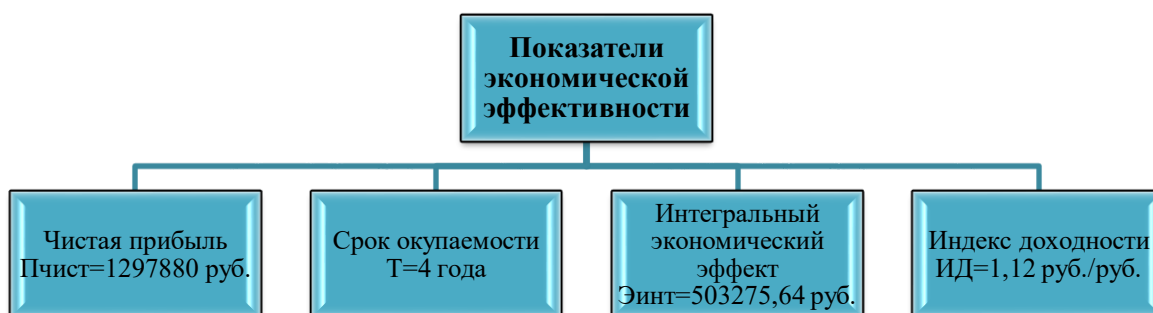 Показатели
экономической
эффективности
Чистая прибыль
Пчист=1297880 руб.
Срок окупаемости
Т=4 года
Интегральный
экономический
эффект
Эинт=503275,64 руб.
Индекс доходности
ИД=1,12 руб./руб.